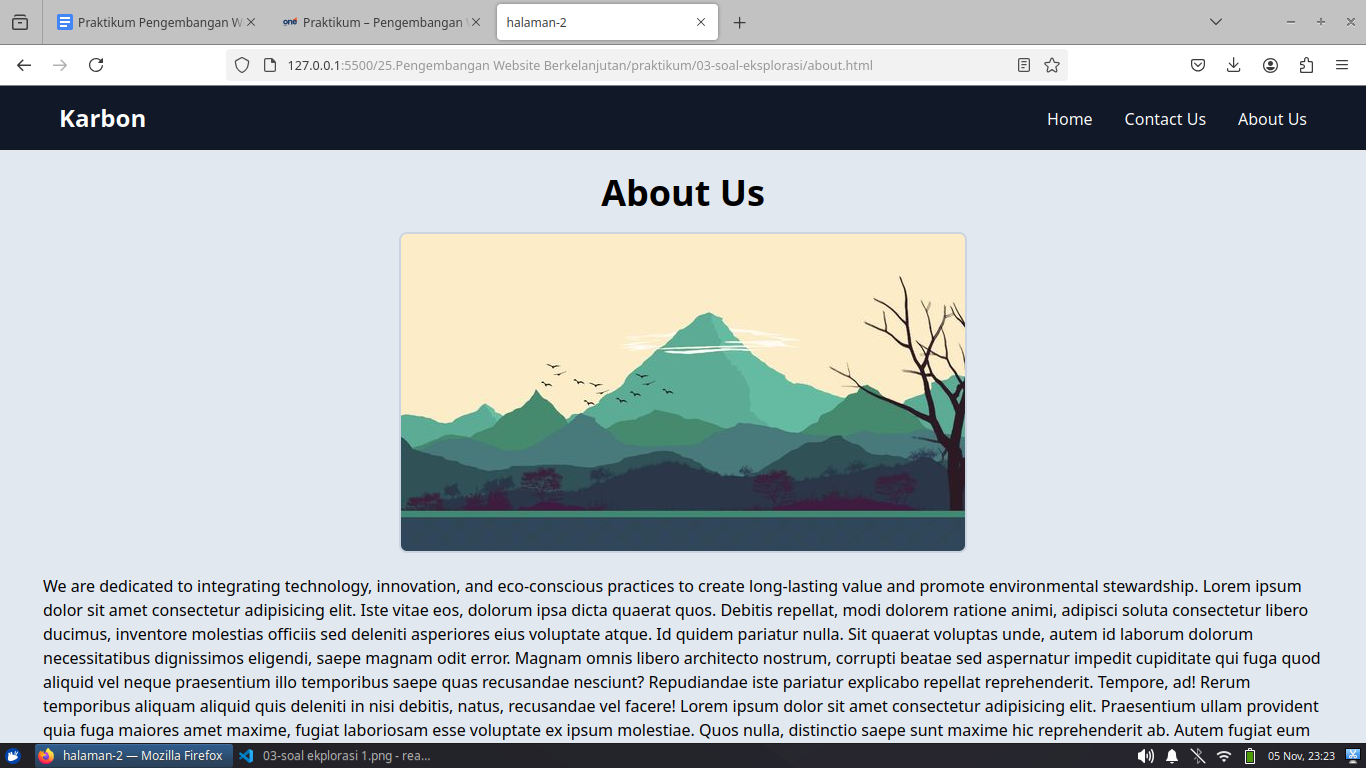 Praktikum Pengembangan W
one
Praktikum – Pengembangan
halaman-2
127.0.0.1:5500/25.Pengembangan Website Berkelanjutan/praktikum/03-soal-eksplorasi/about.html
Karbon
Home
Contact Us
About Us
About Us
We are dedicated to integrating technology, innovation, and eco-conscious practices to create long-lasting value and promote environmental stewardship. Lorem ipsum
dolor sit amet consectetur adipisicing elit. Iste vitae eos, dolorum ipsa dicta quaerat quos. Debitis repellat, modi dolorem ratione animi, adipisci soluta consectetur libero
ducimus, inventore molestias officiis sed deleniti asperiores eius voluptate atque. Id quidem pariatur nulla. Sit quaerat voluptas unde, autem id laborum dolorum
necessitatibus dignissimos eligendi, saepe magnam odit error. Magnam omnis libero architecto nostrum, corrupti beatae sed aspernatur impedit cupiditate qui fuga quod
aliquid vel neque praesentium illo temporibus saepe quas recusandae nesciunt? Repudiandae iste pariatur explicabo repellat reprehenderit. Tempore, ad! Rerum
temporibus aliquam aliquid quis deleniti in nisi debitis, natus, recusandae vel facere! Lorem ipsum dolor sit amet consectetur adipisicing elit. Praesentium ullam provident
quia fuga maiores amet maxime, fugiat laboriosam esse voluptate ex ipsum molestiae. Quos nulla, distinctio saepe sunt maxime hic reprehenderit ab. Autem fugiat eum
halaman-2 — Mozilla Firefox
03-soal ekplorasi 1.png - rea...
05 Nov, 23:23